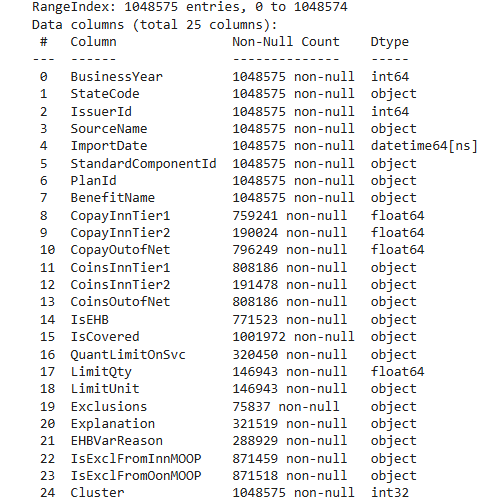 RangeIndex: 1048575 entries, 0 to 1048574
Data columns (total 25 columns):
 #   Column               Non-Null Count    Dtype
---  ------               --------------    -----
 0   BusinessYear         1048575 non-null  int64
 1   StateCode            1048575 non-null  object
 2   IssuerId             1048575 non-null  int64
 3   SourceName           1048575 non-null  object
 4   ImportDate           1048575 non-null  datetime64[ns]
 5   StandardComponentId  1048575 non-null  object
 6   PlanId               1048575 non-null  object
 7   BenefitName          1048575 non-null  object
 8   CopayInnTier1        759241 non-null   float64
 9   CopayInnTier2        190024 non-null   float64
 10  CopayOutofNet        796249 non-null   float64
 11  CoinsInnTier1        808186 non-null   object
 12  CoinsInnTier2        191478 non-null   object
 13  CoinsOutofNet        808186 non-null   object
 14  IsEHB                771523 non-null   object
 15  IsCovered            1001972 non-null  object
 16  QuantLimitOnSvc      320450 non-null   object
 17  LimitQty             146943 non-null   float64
 18  LimitUnit            146943 non-null   object
 19  Exclusions           75837 non-null    object
 20  Explanation          321519 non-null   object
 21  EHBVarReason         288929 non-null   object
 22  IsExclFromInnMOOP    871459 non-null   object
 23  IsExclFromOonMOOP    871518 non-null   object
 24  Cluster              1048575 non-null  int32